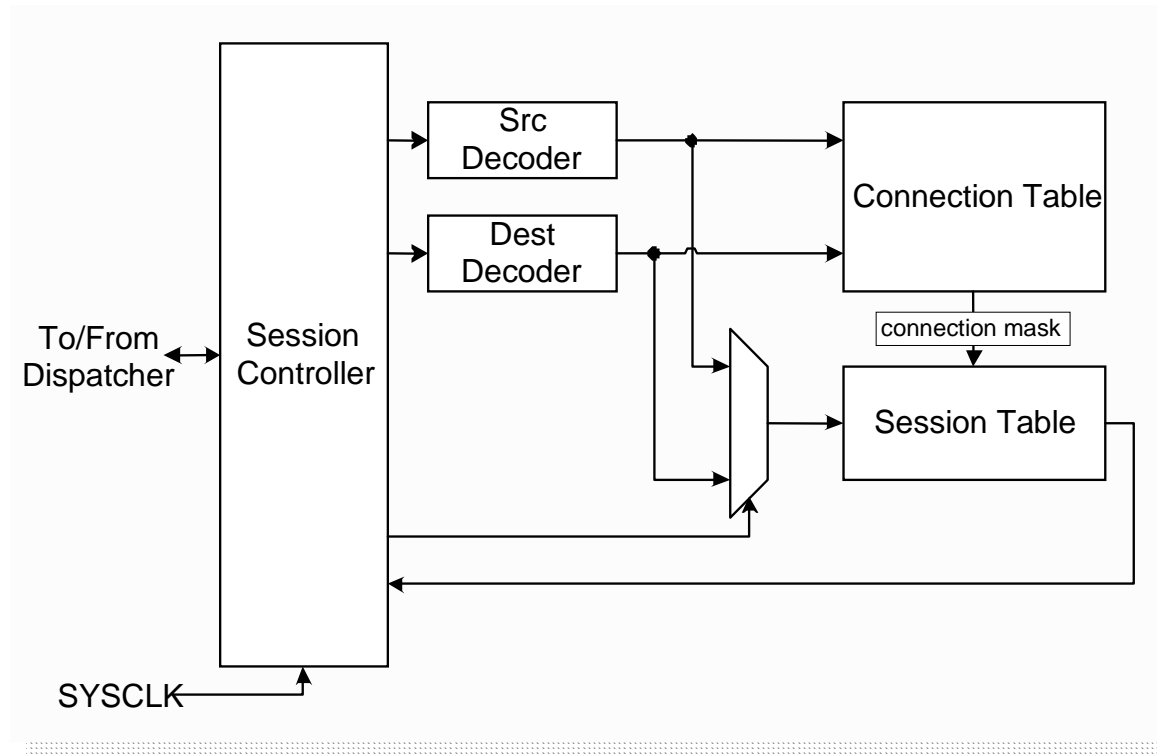 Src
Decoder
Dest
Decoder
Connection Table
connection mask
To/From
Dispatcher
Session
Controller
Session Table
SYSCLK